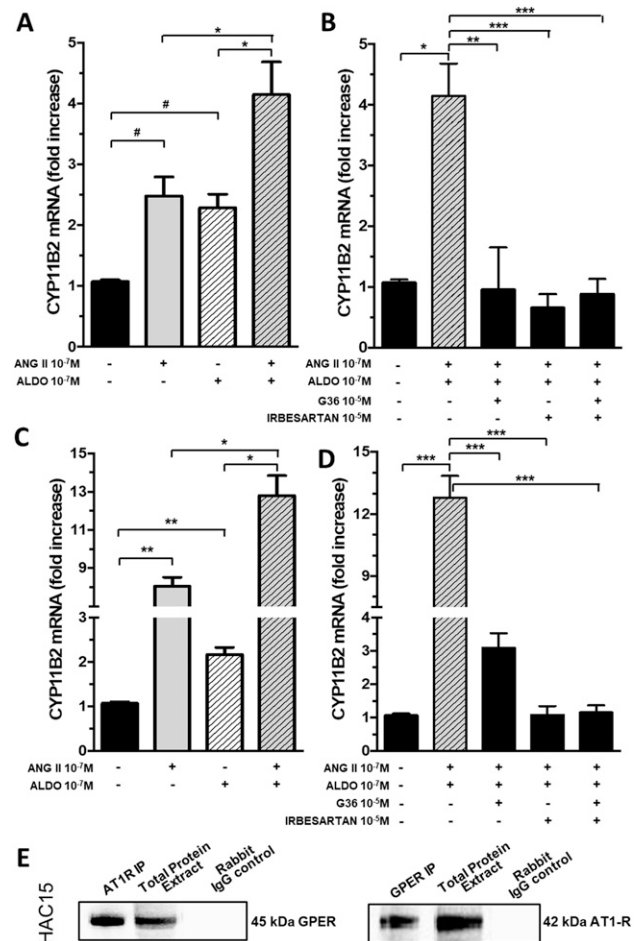 A
CYP11B2 mRNA (fold increase)
5
4
3
2
1
0
#
#
*
*
ANG II 10⁻⁷M - + - +
ALDO 10⁻⁷M - - + +
B
CYP11B2 mRNA (fold increase)
5
4
3
2
1
0
*
**
***
***
ANG II 10⁻⁷M - + + + +
ALDO 10⁻⁷M - + + + +
G36 10⁻⁵M - - + - +
IRBESARTAN 10⁻⁵M - - - + +
C
CYP11B2 mRNA (fold increase)
15
13
11
9
7
5
3
2
1
0
**
**
*
*
ANG II 10⁻⁷M - + - +
ALDO 10⁻⁷M - - + +
D
CYP11B2 mRNA (fold increase)
13
9
5
4
3
2
1
0
***
***
***
***
ANG II 10⁻⁷M - + + + +
ALDO 10⁻⁷M - + + + +
G36 10⁻⁵M - - + - +
IRBESARTAN 10⁻⁵M - - - + +
E
HAC15
AT1R IP
Total Protein Extract
Rabbit IgG control
45 kDa GPER
GPER IP
Total Protein Extract
Rabbit IgG control
42 kDa AT1-R